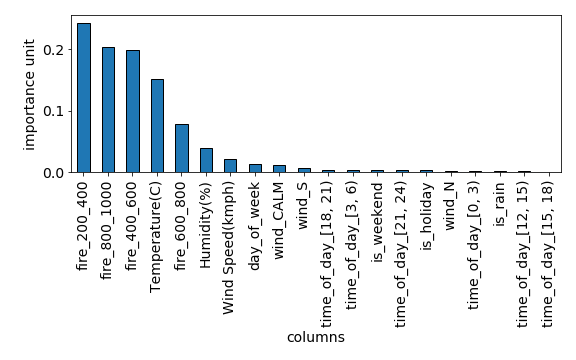 importance unit
0.2
0.1
0.0
fire_200_400
fire_800_1000
fire_400_600
Temperature(C)
fire_600_800
Humidity(%)
Wind Speed(kmph)
day_of_week
wind_CALM
wind_S
time_of_day_[18, 21)
time_of_day_[3, 6)
is_weekend
time_of_day_[21, 24)
is_holiday
wind_N
time_of_day_[0, 3)
is_rain
time_of_day_[12, 15)
time_of_day_[15, 18)
columns